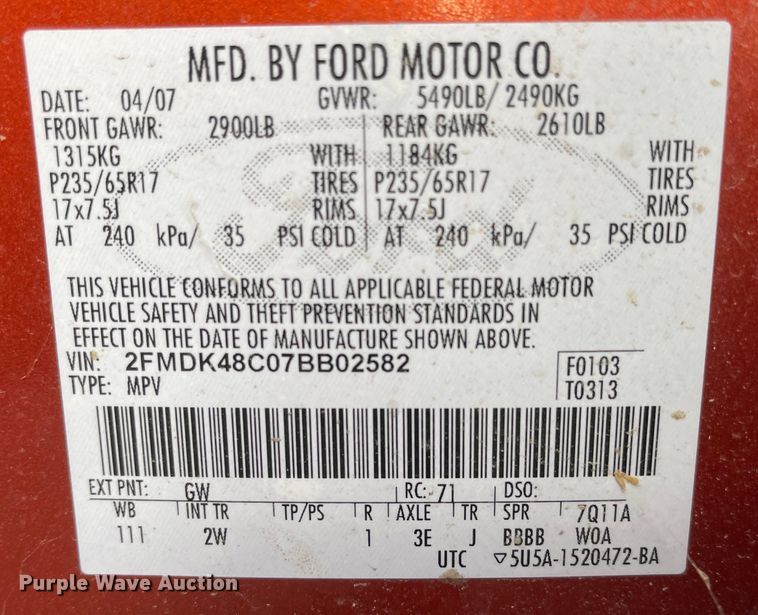 MFD. BY FORD MOTOR CO.
DATE: 04/07 GVWR: 5490LB/ 2490KG
FRONT GAWR: 2900LB REAR GAWR: 2610LB
1315KG WITH 1184KG WITH
P235/65R17 TIRES P235/65R17 TIRES
17x7.5J RIMS 17x7.5J RIMS
AT 240 kPa/ 35 PSI COLD AT 240 kPa/ 35 PSI COLD
Ford
THIS VEHICLE CONFORMS TO ALL APPLICABLE FEDERAL MOTOR
VEHICLE SAFETY AND THEFT PREVENTION STANDARDS IN
EFFECT ON THE DATE OF MANUFACTURE SHOWN ABOVE.
VIN: 2FMDK48C07BB02582 F0103
TYPE: MPV T0313
EXT PNT: GW RC: 71 DSO:
WB INT TR TP/PS R AXLE TR SPR 7Q11A
111 2W 1 3E J BBBB WOA
UTC ▽5U5A-1520472-BA
Purple Wave Auction